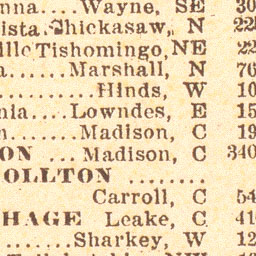 nna.... Wayne, SE 30
ista.Chickasaw, N 22
ille Tishomingo, NE 22
a...... Marshall, N 76
......... Hinds, W 10
nia.... Lowndes, E 15
n...... Madison, C 19
ON ... Madison, C 340
OLLTON ........
Carroll, C 54
HAGE Leake, C 41
....... Sharkey, W 12